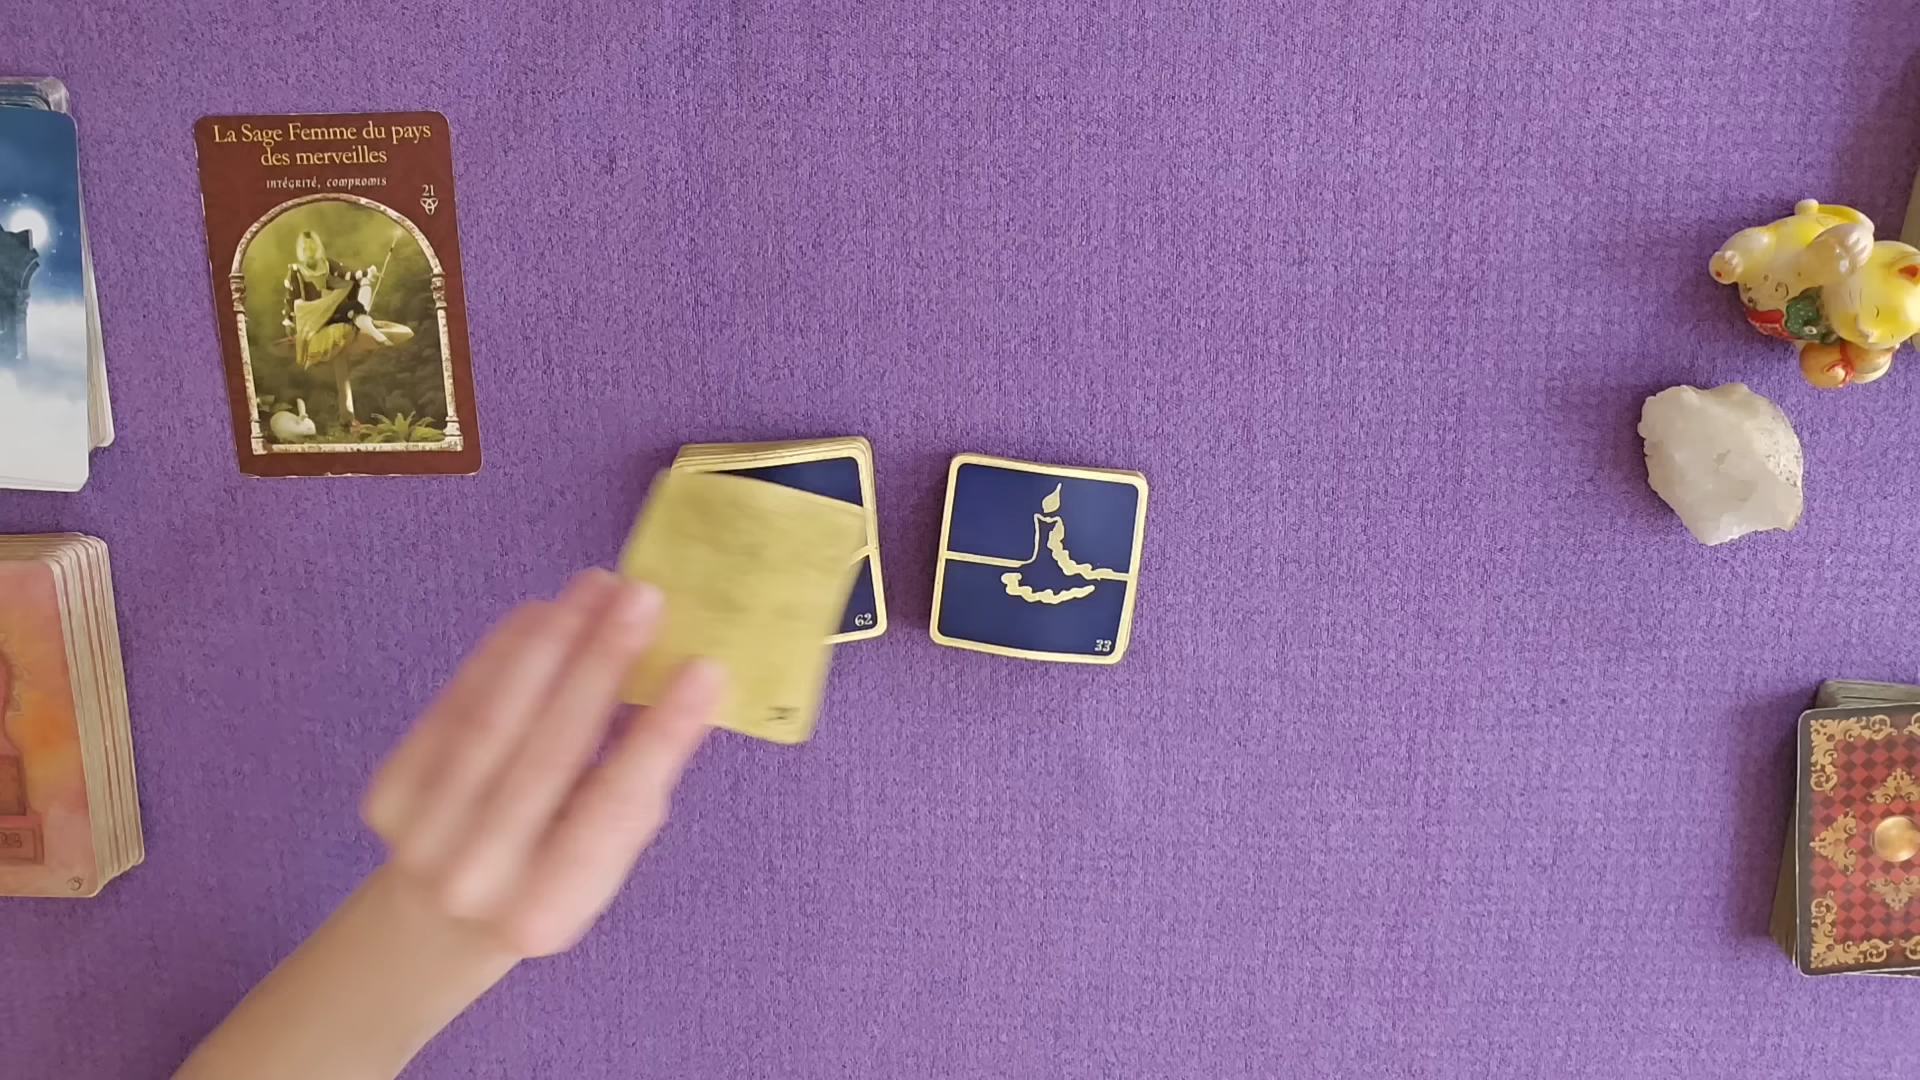 La Sage Femme du pays
des merveilles
intégrité, compromis
21
62
33